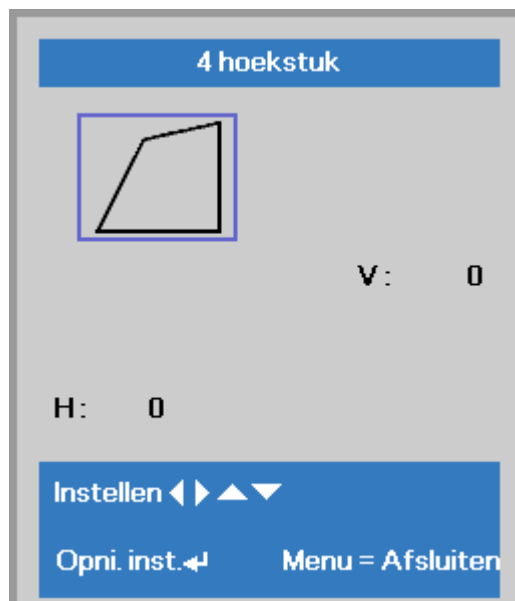 4 hoekstuk
V: 0
H: 0
Instellen
Opni. inst. Menu = Afsluiten